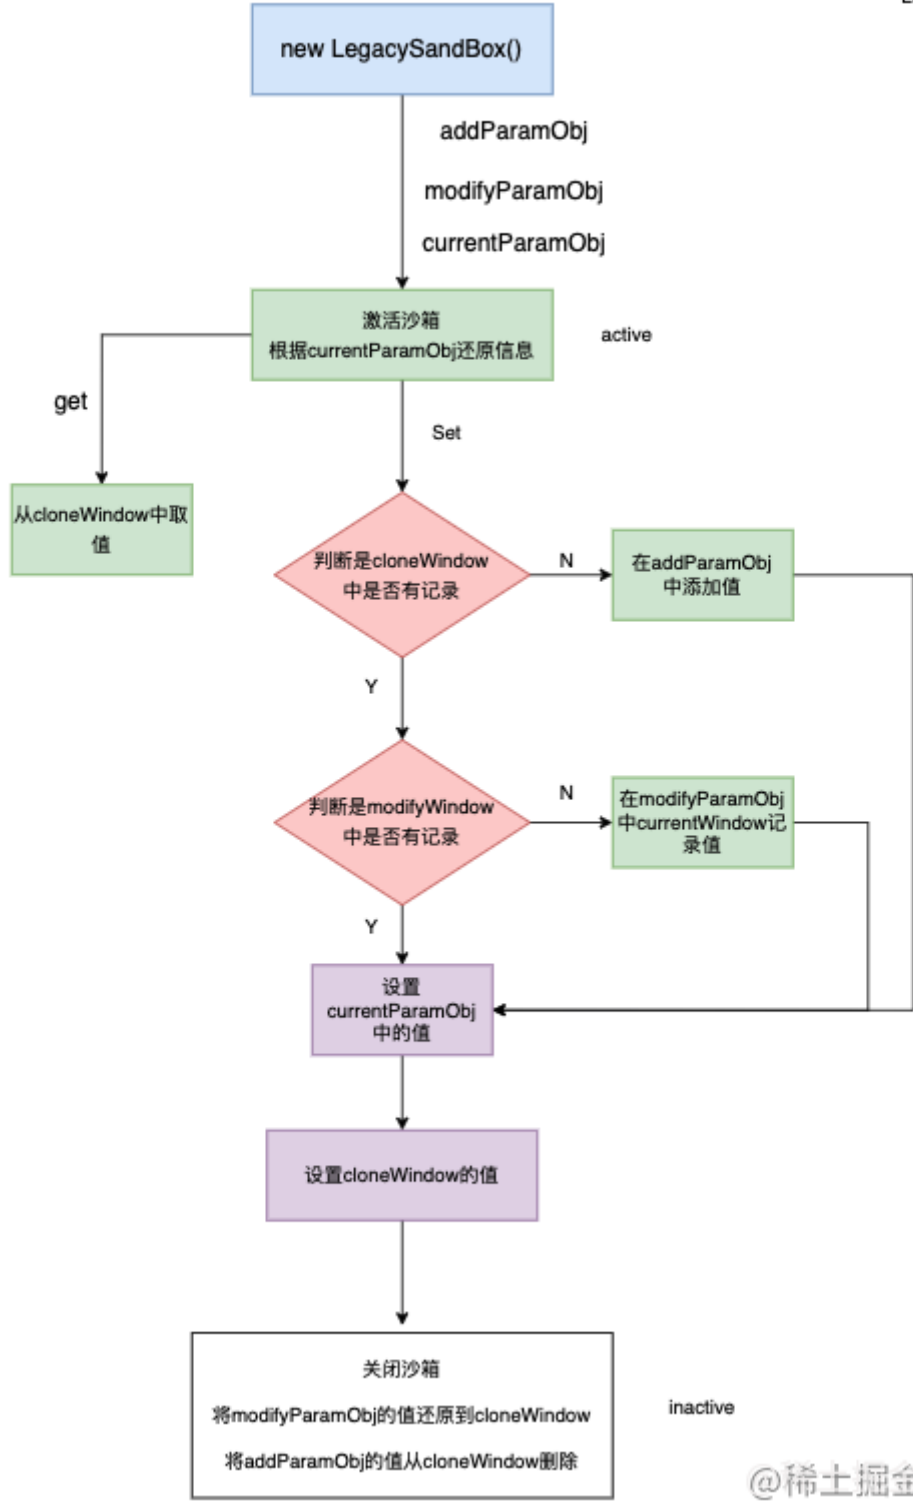 new LegacySandBox()
addParamObj
modifyParamObj
currentParamObj
激活沙箱
根据currentParamObj还原信息
active
get
Set
从cloneWindow中取
值
判断是cloneWindow
中是否有记录
N
在addParamObj
中添加值
Y
判断是modifyWindow
中是否有记录
N
在modifyParamObj
中currentWindow记
录值
Y
设置
currentParamObj
中的值
设置cloneWindow的值
关闭沙箱
将modifyParamObj的值还原到cloneWindow
将addParamObj的值从cloneWindow删除
inactive
@稀土掘金